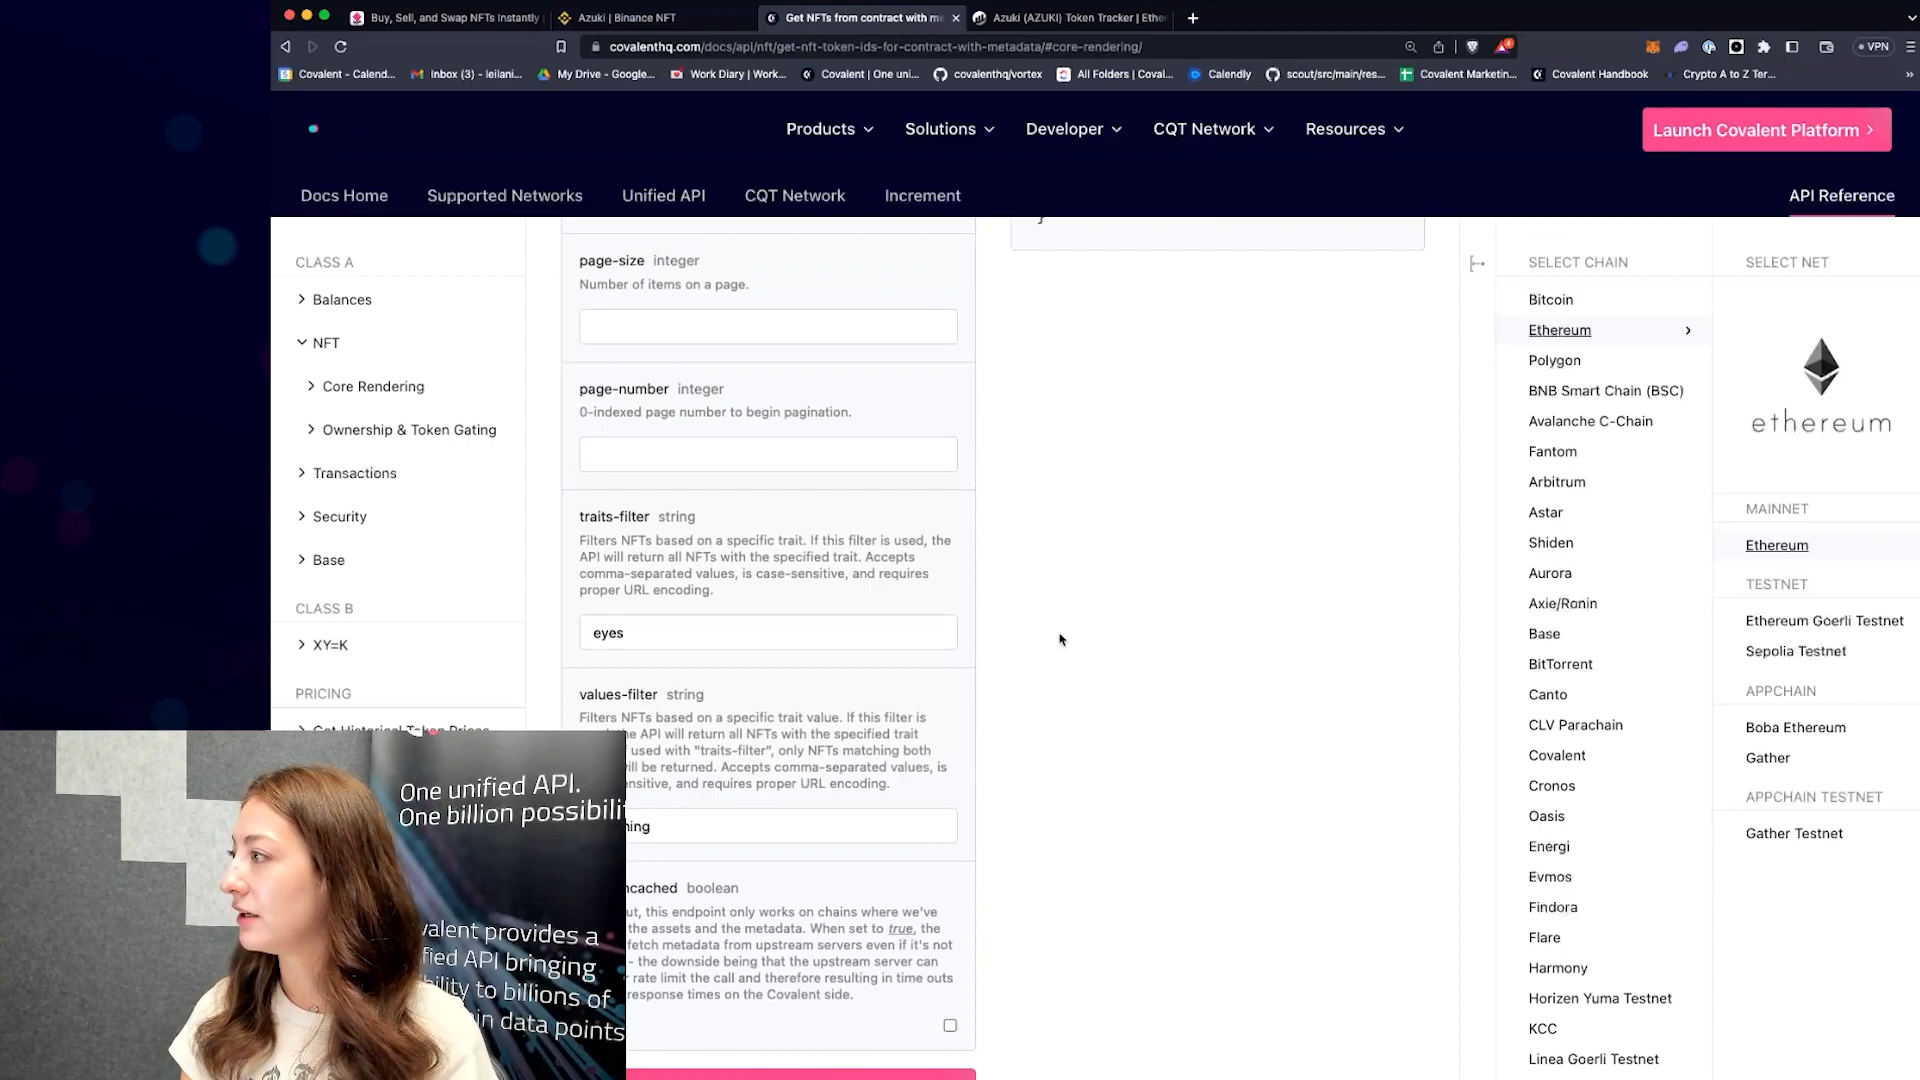 Buy, Sell, and Swap NFTs Instantly
Azuki | Binance NFT
Get NFTs from contract with me
Azuki (AZUKI) Token Tracker | Ethe
covalenthq.com/docs/api/nft/get-nft-token-ids-for-contract-with-metadata/#core-rendering/
VPN
Covalent - Calend...
Inbox (3) - leilani...
My Drive - Google...
Work Diary | Work...
Covalent | One uni...
covalenthq/vortex
All Folders | Coval...
Calendly
scout/src/main/res...
Covalent Marketin...
Covalent Handbook
Crypto A to Z Ter...
Products
Solutions
Developer
CQT Network
Resources
Launch Covalent Platform
Docs Home
Supported Networks
Unified API
CQT Network
Increment
API Reference
CLASS A
Balances
NFT
Core Rendering
Ownership & Token Gating
Transactions
Security
Base
CLASS B
XY=K
PRICING
Get Historical Token Prices
page-size integer
Number of items on a page.
page-number integer
0-indexed page number to begin pagination.
traits-filter string
Filters NFTs based on a specific trait. If this filter is used, the
API will return all NFTs with the specified trait. Accepts
comma-separated values, is case-sensitive, and requires
proper URL encoding.
eyes
values-filter string
Filters NFTs based on a specific trait value. If this filter is
the API will return all NFTs with the specified trait
used with "traits-filter", only NFTs matching both
will be returned. Accepts comma-separated values, is
ensitive, and requires proper URL encoding.
ning
ncached boolean
ut, this endpoint only works on chains where we've
the assets and the metadata. When set to true, the
fetch metadata from upstream servers even if it's not
- the downside being that the upstream server can
rate limit the call and therefore resulting in time outs
response times on the Covalent side.
}
SELECT CHAIN
Bitcoin
Ethereum
Polygon
BNB Smart Chain (BSC)
Avalanche C-Chain
Fantom
Arbitrum
Astar
Shiden
Aurora
Axie/Ronin
Base
BitTorrent
Canto
CLV Parachain
Covalent
Cronos
Oasis
Energi
Evmos
Findora
Flare
Harmony
Horizen Yuma Testnet
KCC
Linea Goerli Testnet
SELECT NET
ethereum
MAINNET
Ethereum
TESTNET
Ethereum Goerli Testnet
Sepolia Testnet
APPCHAIN
Boba Ethereum
Gather
APPCHAIN TESTNET
Gather Testnet
One unified API.
One billion possibilit
valent provides a
fied API bringing
bility to billions of
in data points